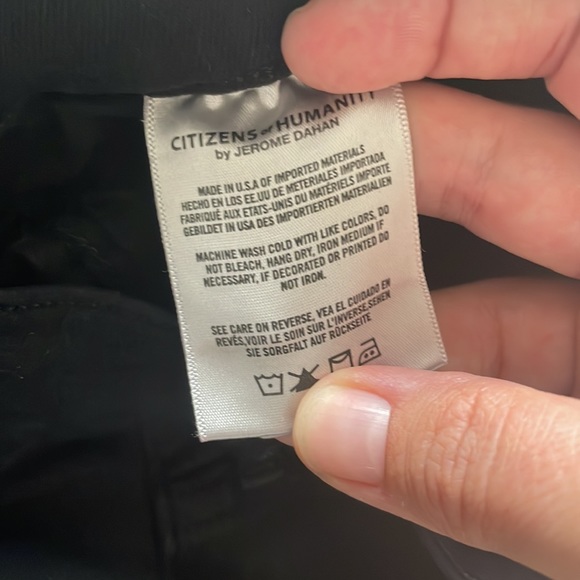 CITIZENS of HUMANITY
by JEROME DAHAN
MADE IN U.S.A OF IMPORTED MATERIALS
HECHO EN LOS EE.UU DE METERIALES IMPORTADA
FABRIQUÉ AUX ETATS-UNIS DU MATÉRIELS IMPORTE
GEBILDET IN USA DES IMPORTIERTEN MATERIALIEN
MACHINE WASH COLD WITH LIKE COLORS, DO
NOT BLEACH, HANG DRY, IRON MEDIUM IF
NECESSARY, IF DECORATED OR PRINTED DO
NOT IRON.
SEE CARE ON REVERSE, VEA EL CUIDADO EN
REVÉS,VOIR LE SOIN SUR L'INVERSE,SEHEN
SIE SORGFALT AUF RÜCKSEITE